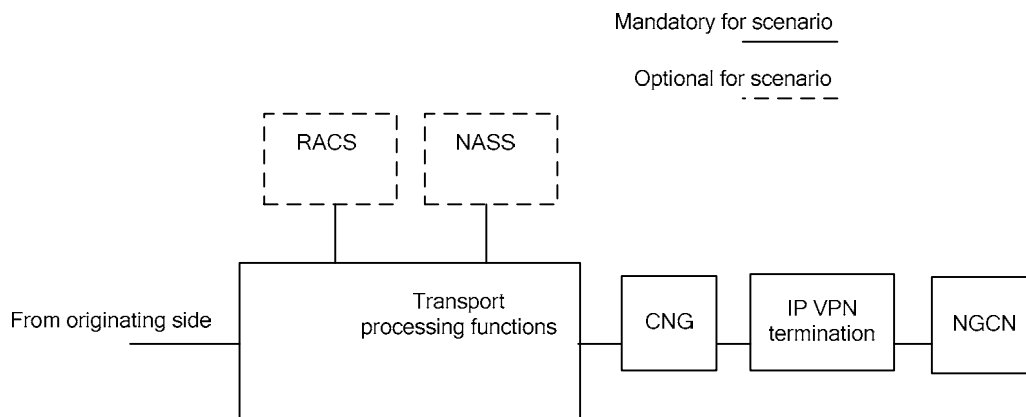 Mandatory for scenario
Optional for scenario
RACS
NASS
From originating side
Transport
processing functions
CNG
IP VPN
termination
NGCN